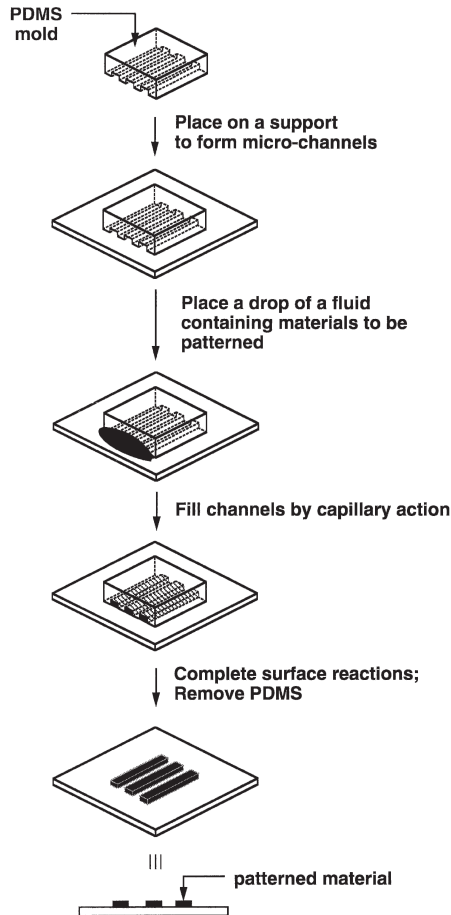 PDMS
mold
Place on a support
to form micro-channels
Place a drop of a fluid
containing materials to be
patterned
Fill channels by capillary action
Complete surface reactions;
Remove PDMS
patterned material